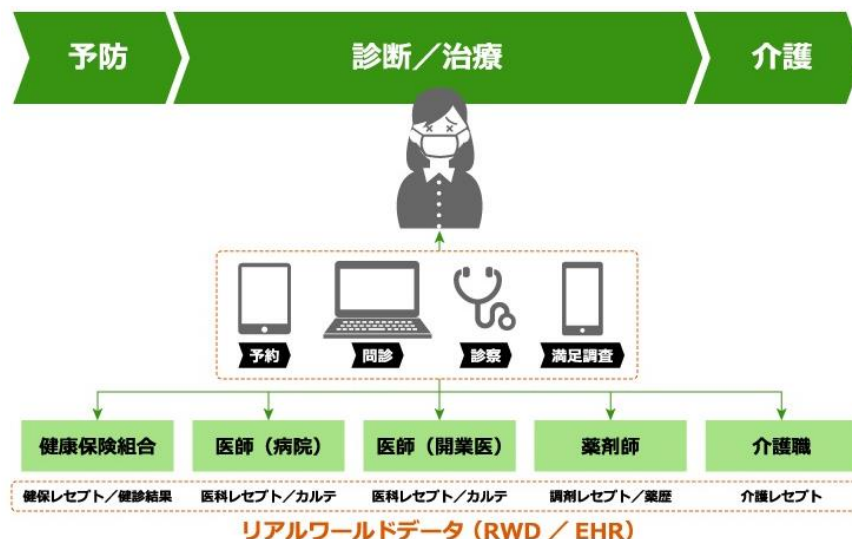 予防
診断／治療
介護
予約
問診
診察
満足調査
健康保険組合
医師（病院）
医師（開業医）
薬剤師
介護職
健保レセプト／健診結果
医科レセプト／カルテ
医科レセプト／カルテ
調剤レセプト／薬歴
介護レセプト
リアルワールドデータ（RWD ／ EHR）